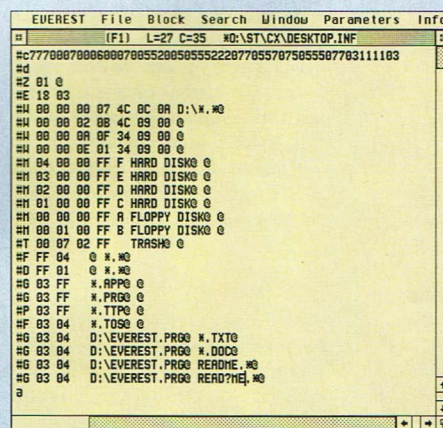 EVEREST File Block Search Window Parameters Info
(F1) L=27 C=35 *D:\ST\CX\DESKTOP.INF
#c7770007000600070055200505552220770557075055507703111103
#d
#Z 01 @
#E 18 03
#W 00 00 00 07 4C 0C 0A D:\*.*@
#W 00 00 02 0B 4C 09 00 @
#W 00 00 0A 0F 34 09 00 @
#W 00 00 0E 01 34 09 00 @
#M 04 00 00 FF F HARD DISK@ @
#M 03 00 00 FF E HARD DISK@ @
#M 02 00 00 FF D HARD DISK@ @
#M 01 00 00 FF C HARD DISK@ @
#M 00 00 00 FF A FLOPPY DISK@ @
#M 00 01 00 FF B FLOPPY DISK@ @
#T 00 07 02 FF TRASH@ @
#F FF 04 @ *.*@
#D FF 01 @ *.*@
#G 03 FF *.APP@ @
#G 03 FF *.PRG@ @
#P 03 FF *.TTP@ @
#F 03 04 *.TOS@ @
#G 03 04 D:\EVEREST.PRG@ *.TXT@
#G 03 04 D:\EVEREST.PRG@ *.DOC@
#G 03 04 D:\EVEREST.PRG@ README.*@
#G 03 04 D:\EVEREST.PRG@ READ?ME.*@
a